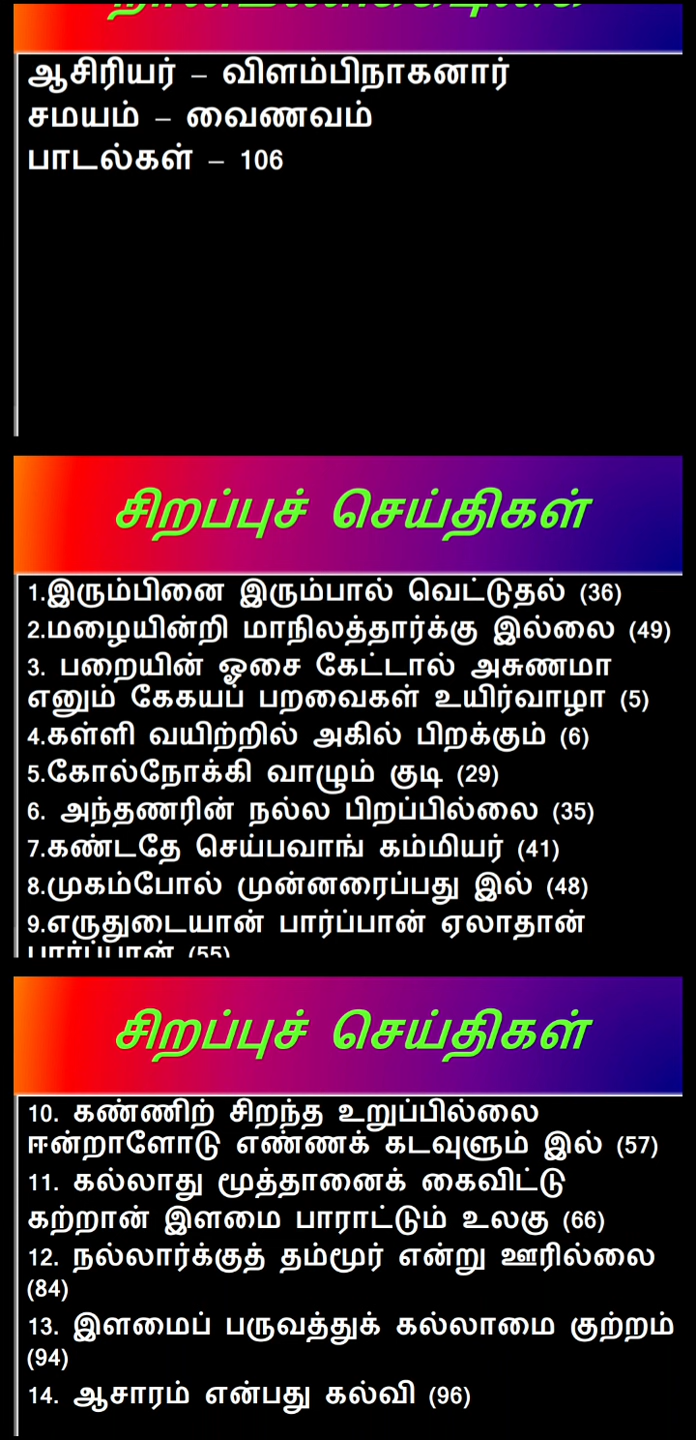 ஆசிரியர் – விளம்பிநாகனார்
சமயம் – வைணவம்
பாடல்கள் – 106
சிறப்புச் செய்திகள்
1.இரும்பினை இரும்பால் வெட்டுதல் (36)
2.மழையின்றி மாநிலத்தார்க்கு இல்லை (49)
3. பறையின் ஓசை கேட்டால் அசுணமா
எனும் கேகயப் பறவைகள் உயிர்வாழா (5)
4.கள்ளி வயிற்றில் அகில் பிறக்கும் (6)
5.கோல்நோக்கி வாழும் குடி (29)
6. அந்தணரின் நல்ல பிறப்பில்லை (35)
7.கண்டதே செய்பவாங் கம்மியர் (41)
8.முகம்போல் முன்னரைப்பது இல் (48)
9.எருதுடையான் பார்ப்பான் ஏலாதான்
பார்ப்பான் (55)
சிறப்புச் செய்திகள்
10. கண்ணிற் சிறந்த உறுப்பில்லை
ஈன்றாளோடு எண்ணக் கடவுளும் இல் (57)
11. கல்லாது மூத்தானைக் கைவிட்டு
கற்றான் இளமை பாராட்டும் உலகு (66)
12. நல்லார்க்குத் தம்மூர் என்று ஊரில்லை
(84)
13. இளமைப் பருவத்துக் கல்லாமை குற்றம்
(94)
14. ஆசாரம் என்பது கல்வி (96)